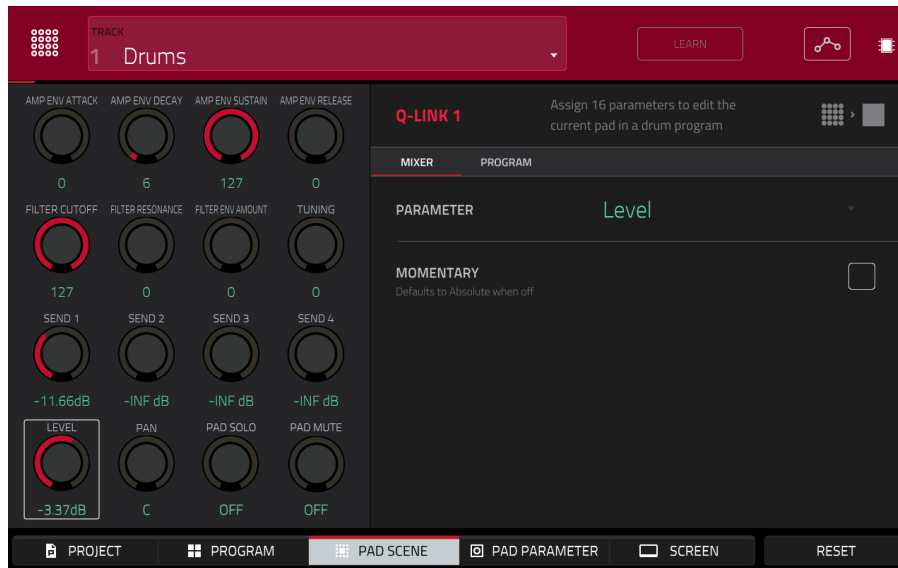 TRACK
1 Drums
LEARN
AMP ENV ATTACK AMP ENV DECAY AMP ENV SUSTAIN AMP ENV RELEASE
0 6 127 0
FILTER CUTOFF FILTER RESONANCE FILTER ENV AMOUNT TUNING
127 0 0 0
SEND 1 SEND 2 SEND 3 SEND 4
-11.66dB -INF dB -INF dB -INF dB
LEVEL PAN PAD SOLO PAD MUTE
-3.37dB C OFF OFF
Q-LINK 1
Assign 16 parameters to edit the
current pad in a drum program
MIXER PROGRAM
PARAMETER Level
MOMENTARY
Defaults to Absolute when off
PROJECT PROGRAM PAD SCENE PAD PARAMETER SCREEN RESET